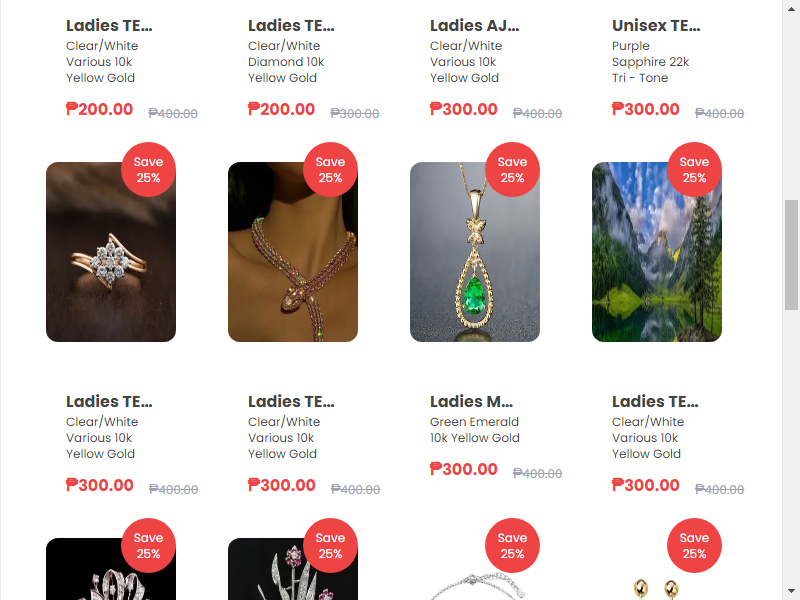 Ladies TE...
Clear/White
Various 10k
Yellow Gold
₱200.00 ₱400.00
Ladies TE...
Clear/White
Diamond 10k
Yellow Gold
₱200.00 ₱300.00
Ladies AJ...
Clear/White
Various 10k
Yellow Gold
₱300.00 ₱400.00
Unisex TE...
Purple
Sapphire 22k
Tri - Tone
₱300.00 ₱400.00
Save
25%
Save
25%
Save
25%
Save
25%
Ladies TE...
Clear/White
Various 10k
Yellow Gold
₱300.00 ₱400.00
Ladies TE...
Clear/White
Various 10k
Yellow Gold
₱300.00 ₱400.00
Ladies M...
Green Emerald
10k Yellow Gold
₱300.00 ₱400.00
Ladies TE...
Clear/White
Various 10k
Yellow Gold
₱300.00 ₱400.00
Save
25%
Save
25%
Save
25%
Save
25%